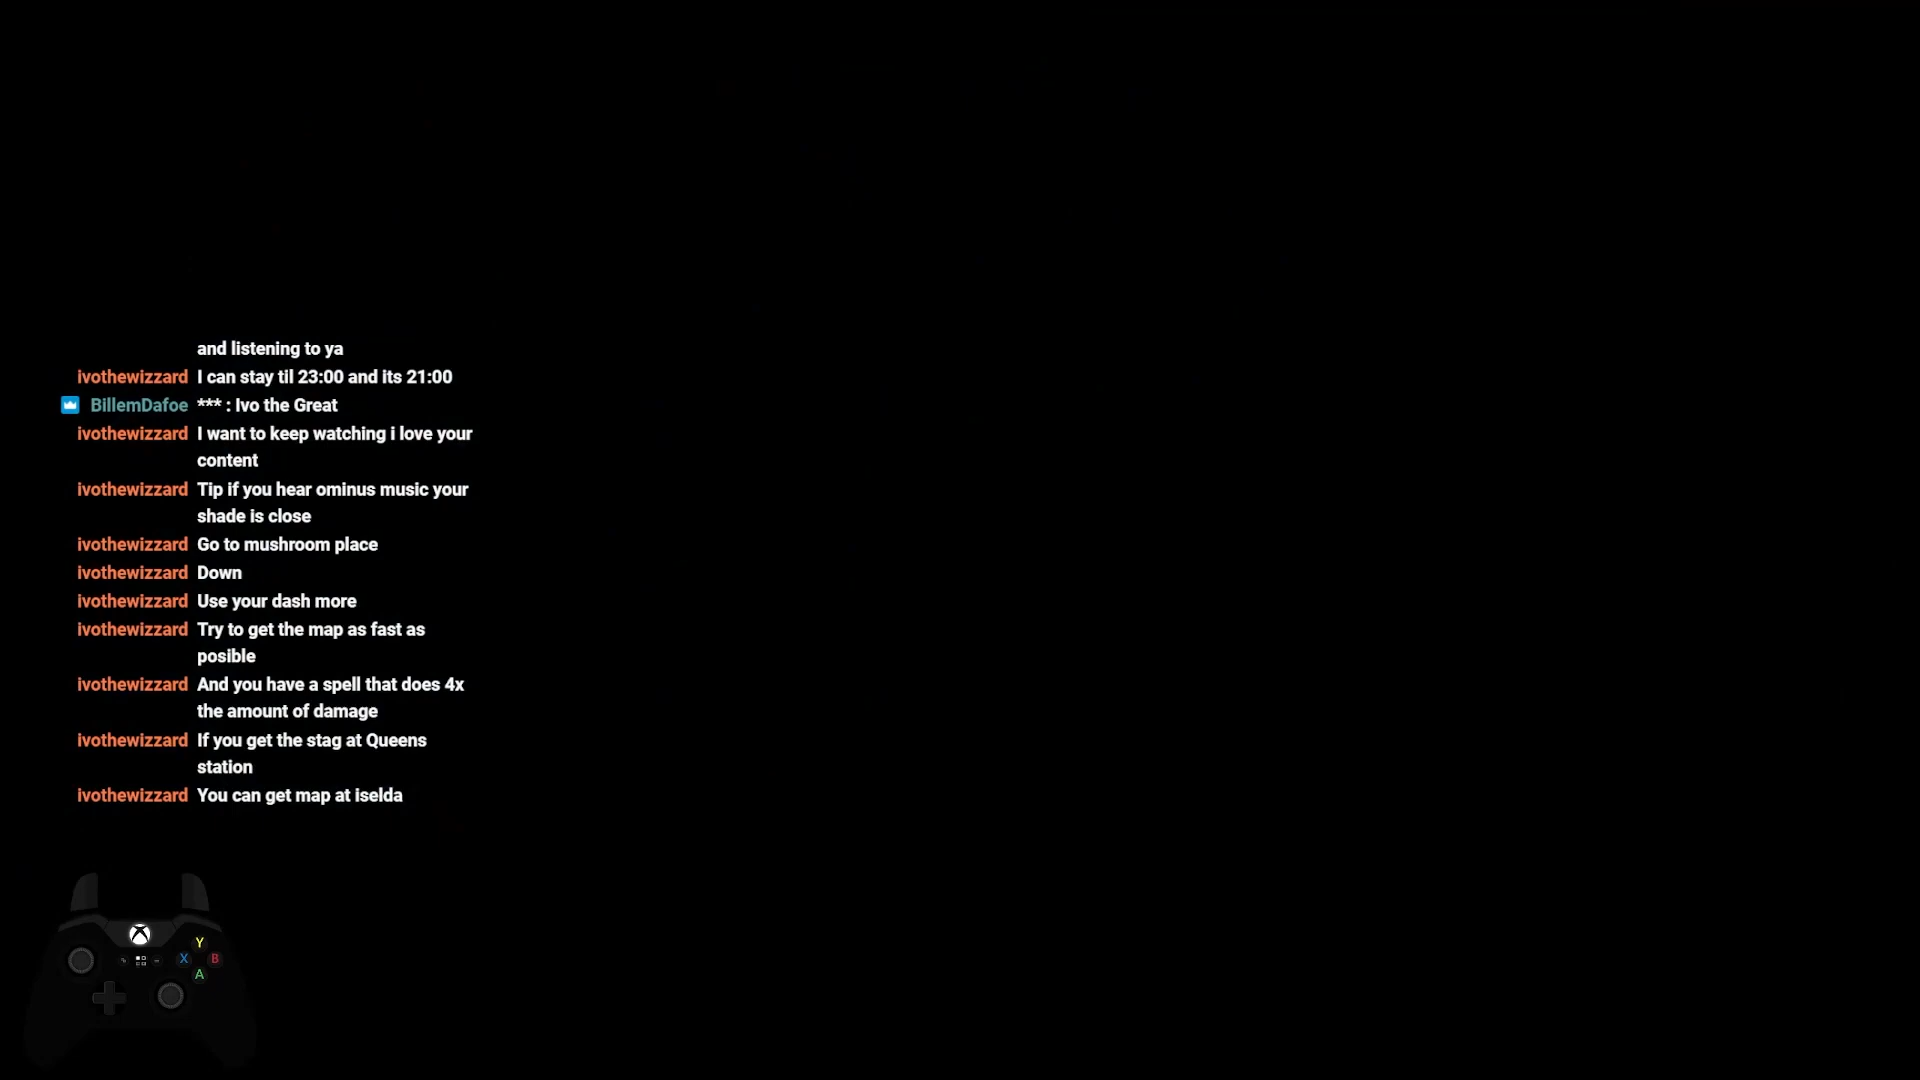 and listening to ya
ivothewizzard I can stay til 23:00 and its 21:00
BillemDafoe *** : Ivo the Great
ivothewizzard I want to keep watching i love your
content
ivothewizzard Tip if you hear ominus music your
shade is close
ivothewizzard Go to mushroom place
ivothewizzard Down
ivothewizzard Use your dash more
ivothewizzard Try to get the map as fast as
posible
ivothewizzard And you have a spell that does 4x
the amount of damage
ivothewizzard If you get the stag at Queens
station
ivothewizzard You can get map at iselda
Y
X B
A